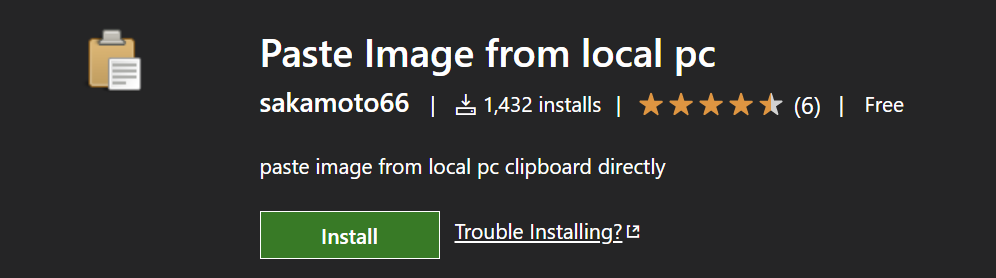 Paste Image from local pc
sakamoto66 | 1,432 installs | (6) | Free
paste image from local pc clipboard directly
Install Trouble Installing?